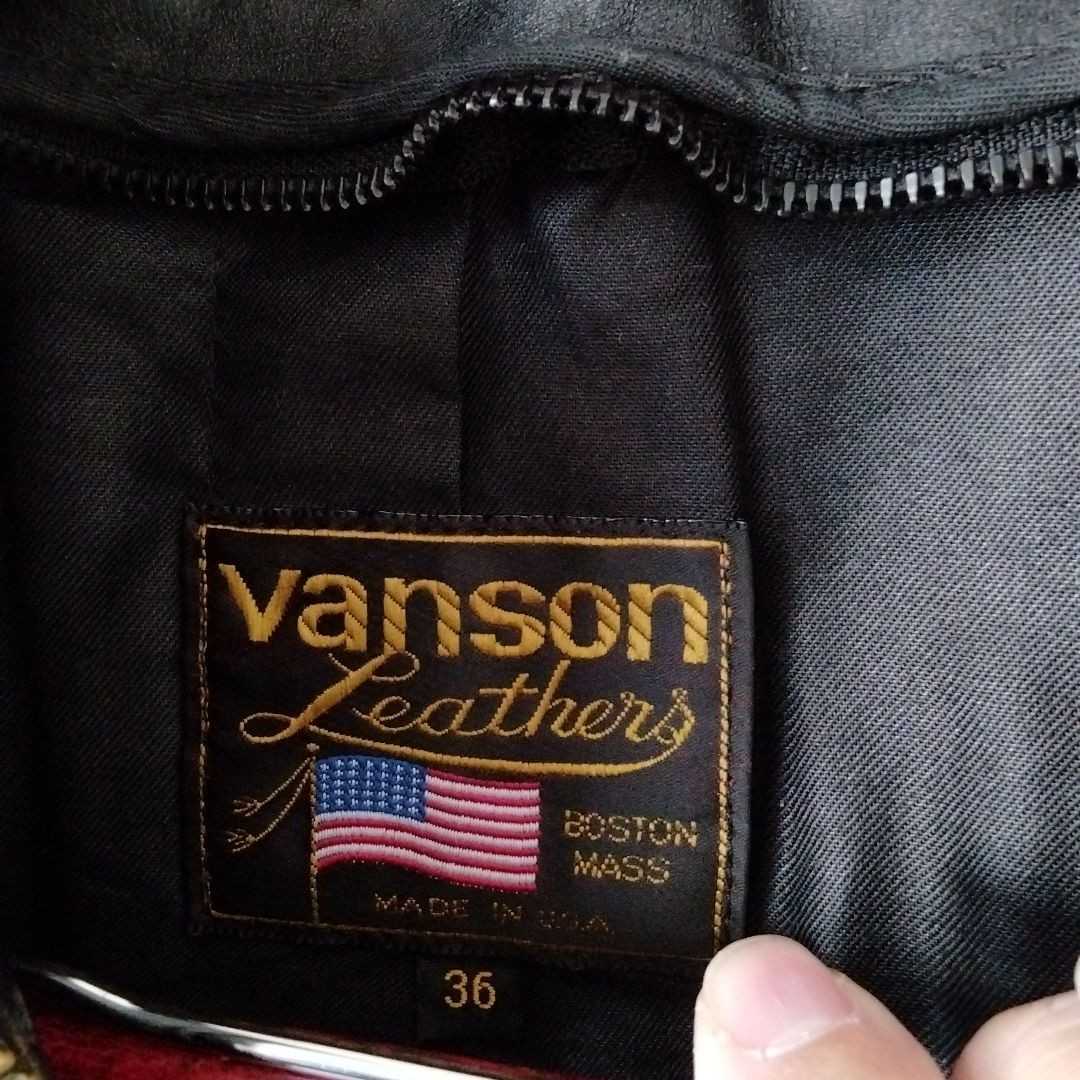 vanson
Leathers
BOSTON
MASS
MADE IN U.S.A.
36